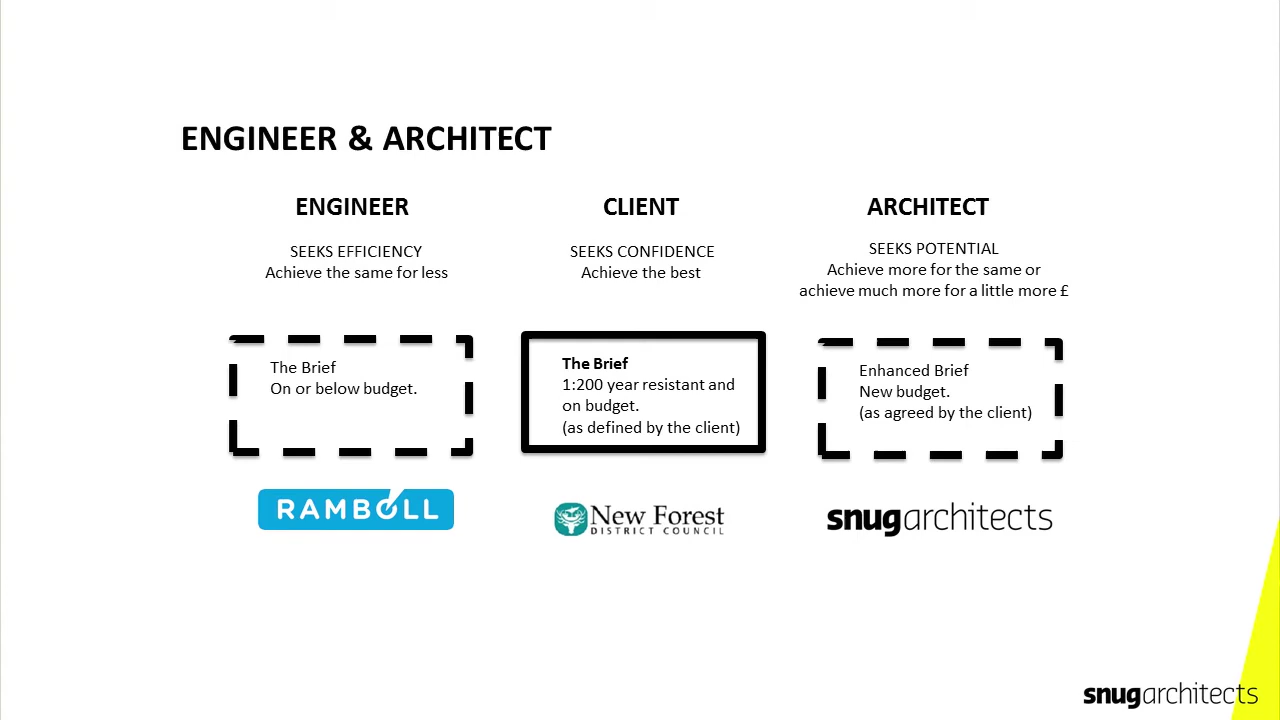 ENGINEER & ARCHITECT
ENGINEER
SEEKS EFFICIENCY
Achieve the same for less
The Brief
On or below budget.
RAMBOLL
CLIENT
SEEKS CONFIDENCE
Achieve the best
The Brief
1:200 year resistant and
on budget.
(as defined by the client)
New Forest
DISTRICT COUNCIL
ARCHITECT
SEEKS POTENTIAL
Achieve more for the same or
achieve much more for a little more £
Enhanced Brief
New budget.
(as agreed by the client)
snugarchitects
snugarchitects